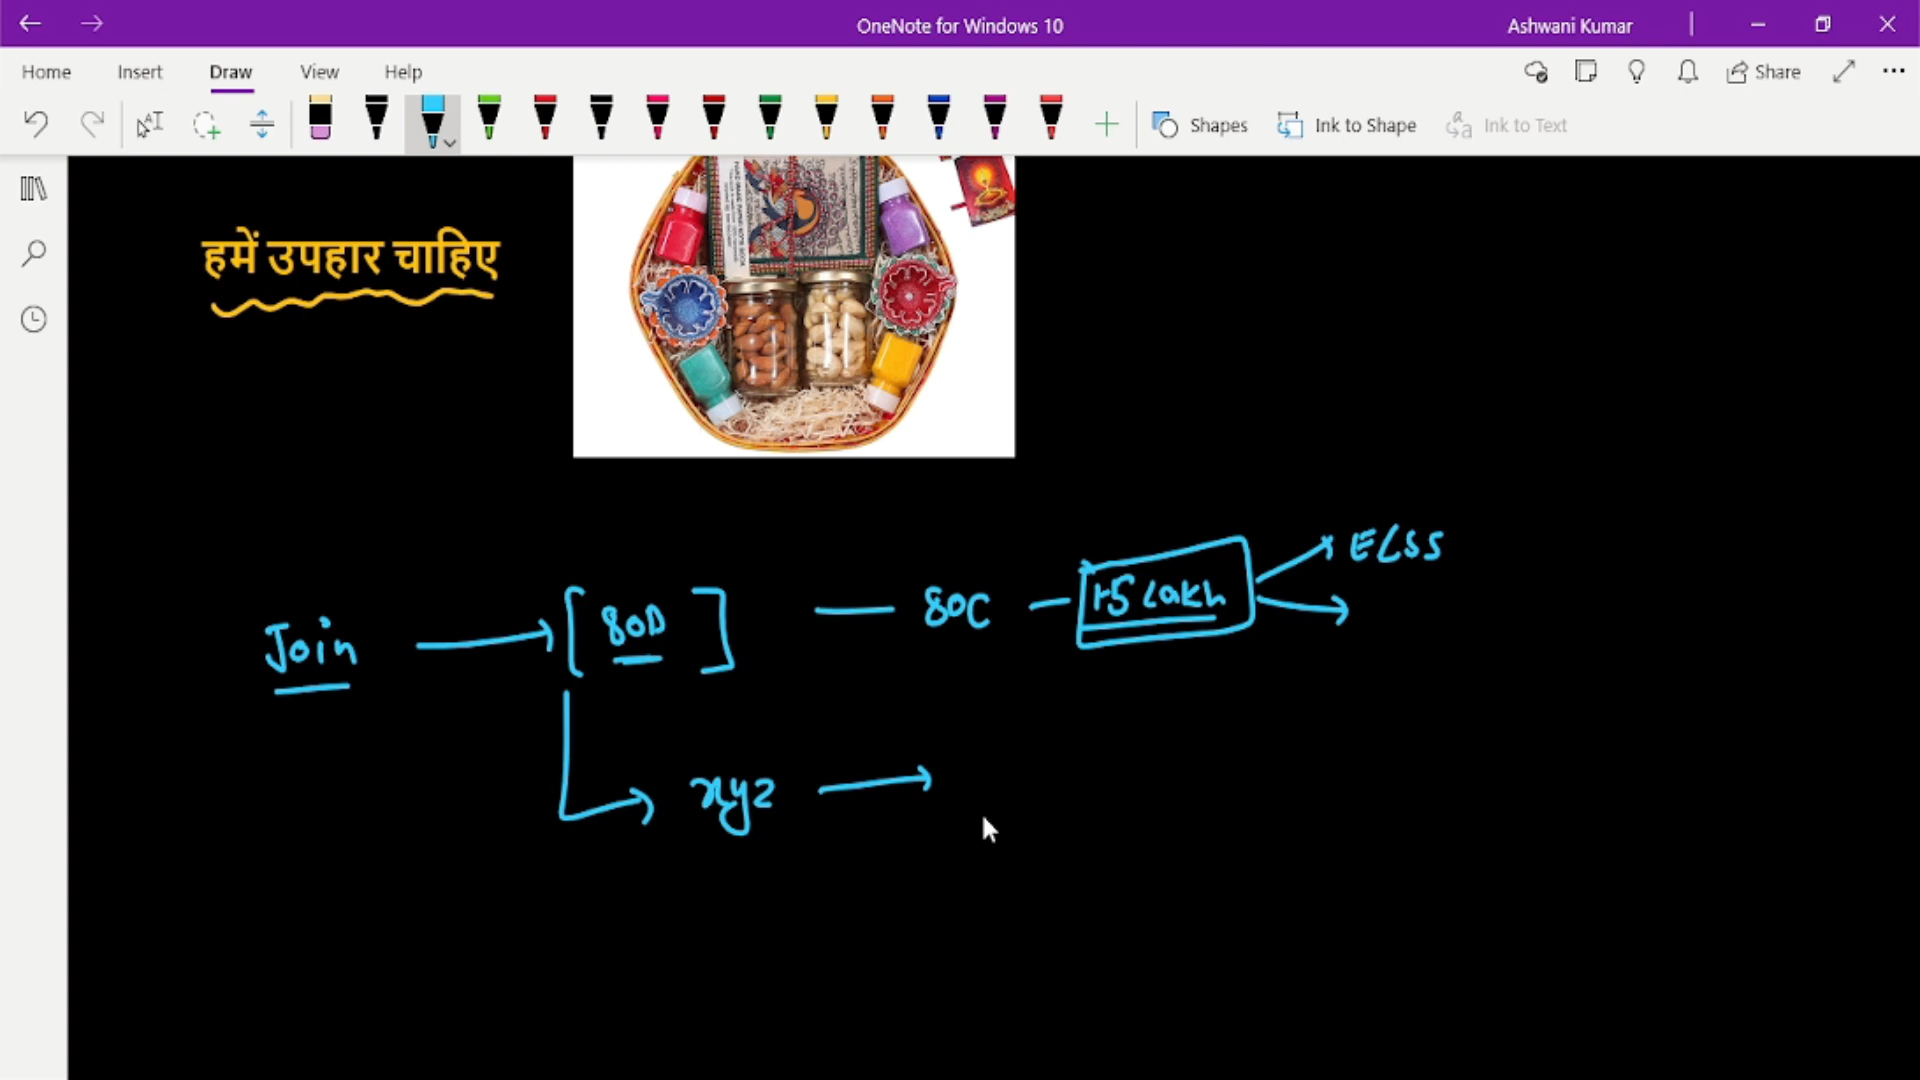 OneNote for Windows 10
Ashwani Kumar
Home Insert Draw View Help
Share
Shapes Ink to Shape Ink to Text
हमें उपहार चाहिए
ELSS
Join [80D] 80C 1.5 Lakh
xyz